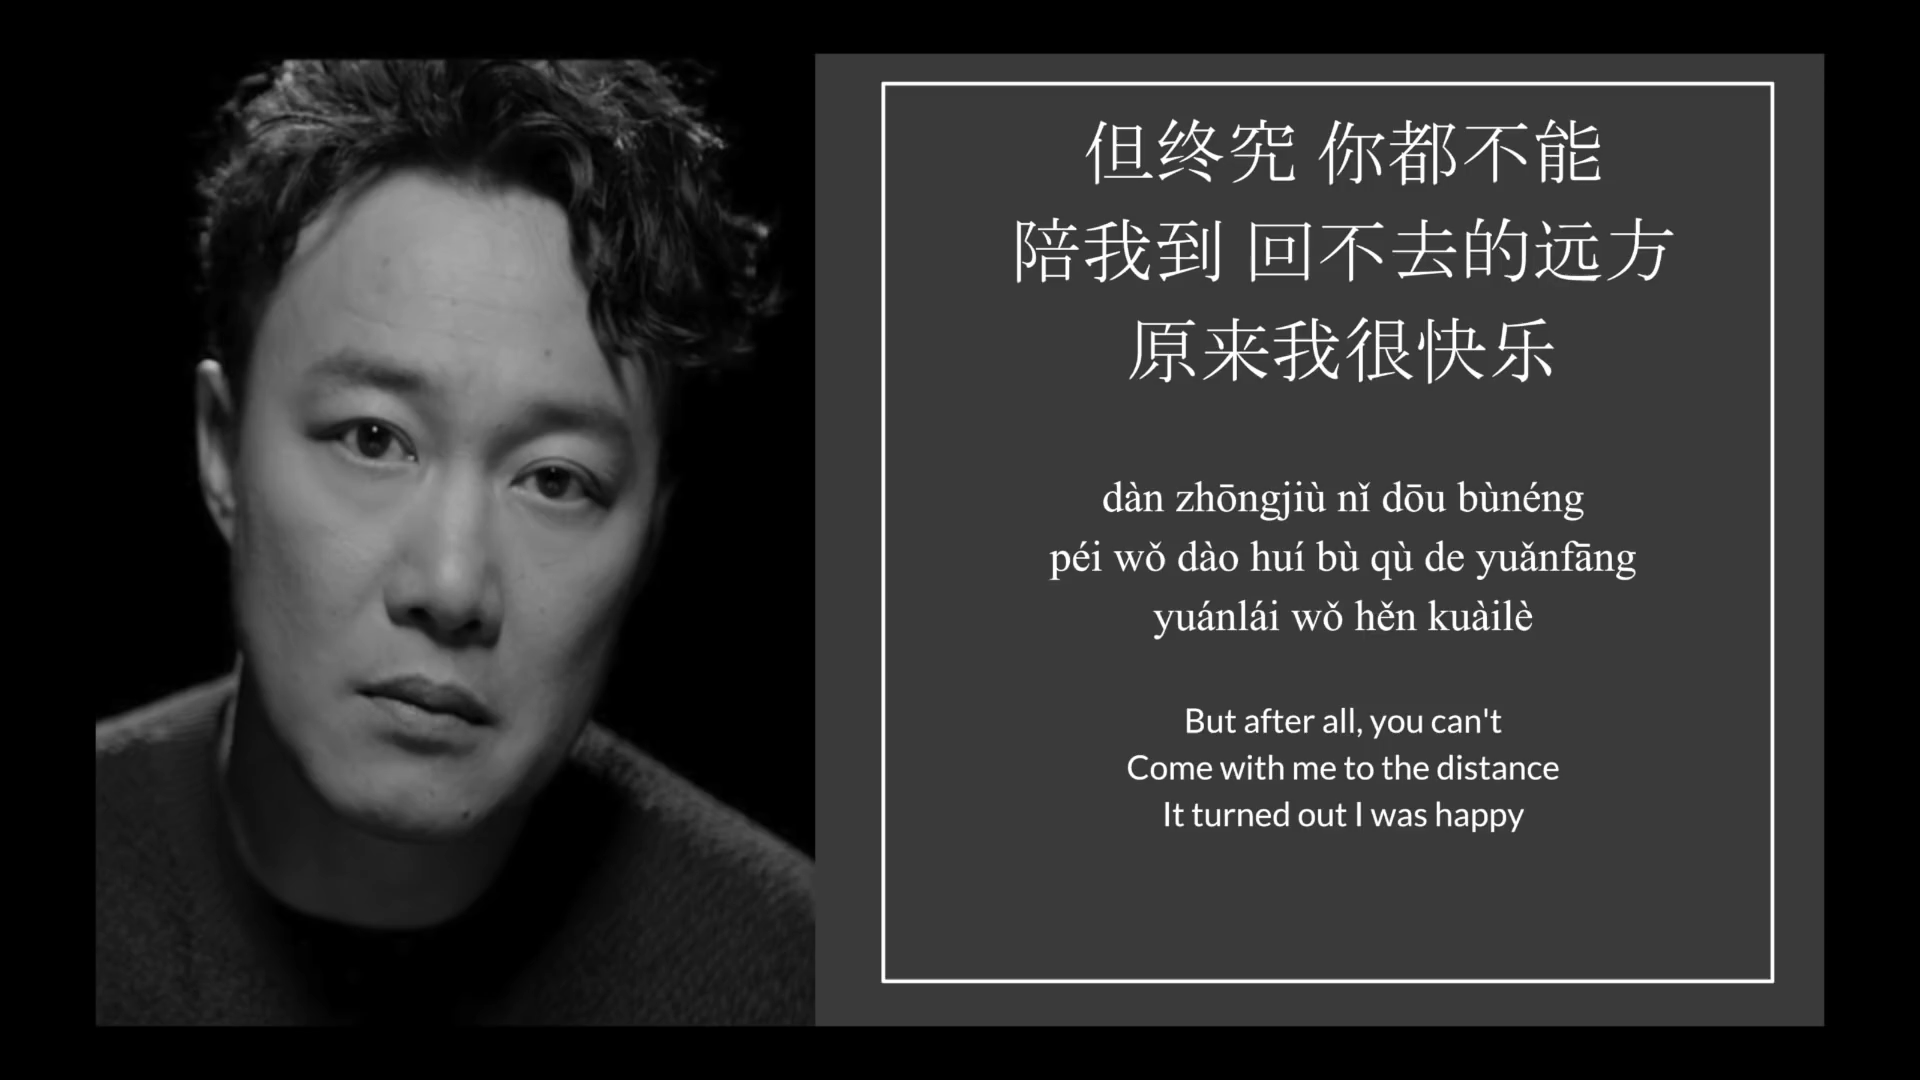 但终究 你都不能
陪我到 回不去的远方
原来我很快乐
dàn zhōngjiù nǐ dōu bùnéng
péi wǒ dào huí bù qù de yuǎnfāng
yuánlái wǒ hěn kuàilè
But after all, you can't
Come with me to the distance
It turned out I was happy